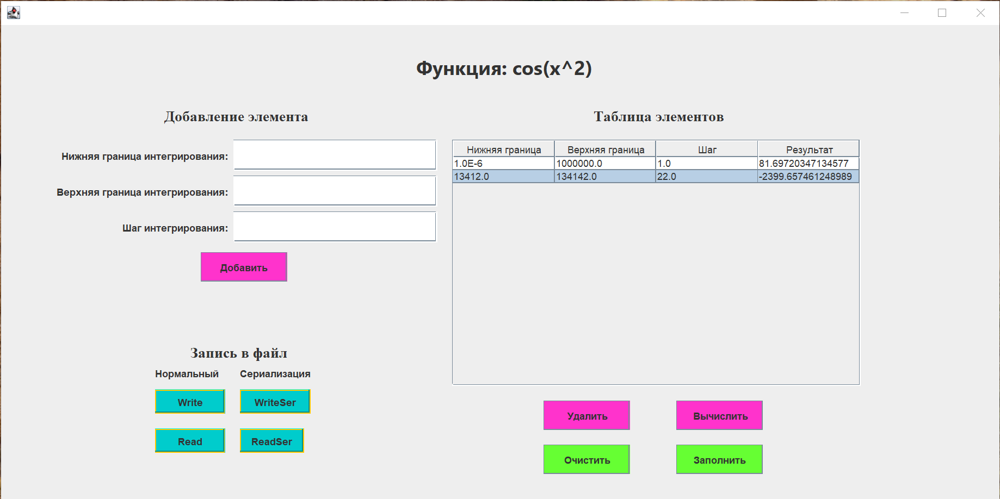 Функция: cos(x^2)
Добавление элемента
Нижняя граница интегрирования:
Верхняя граница интегрирования:
Шаг интегрирования:
Добавить
Запись в файл
Нормальный Сериализация
Write WriteSer
Read ReadSer
Таблица элементов
Нижняя граница Верхняя граница Шаг Результат
1.0E-6 1000000.0 1.0 81.69720347134577
13412.0 134142.0 22.0 -2399.657461248989
Удалить Вычислить
Очистить Заполнить